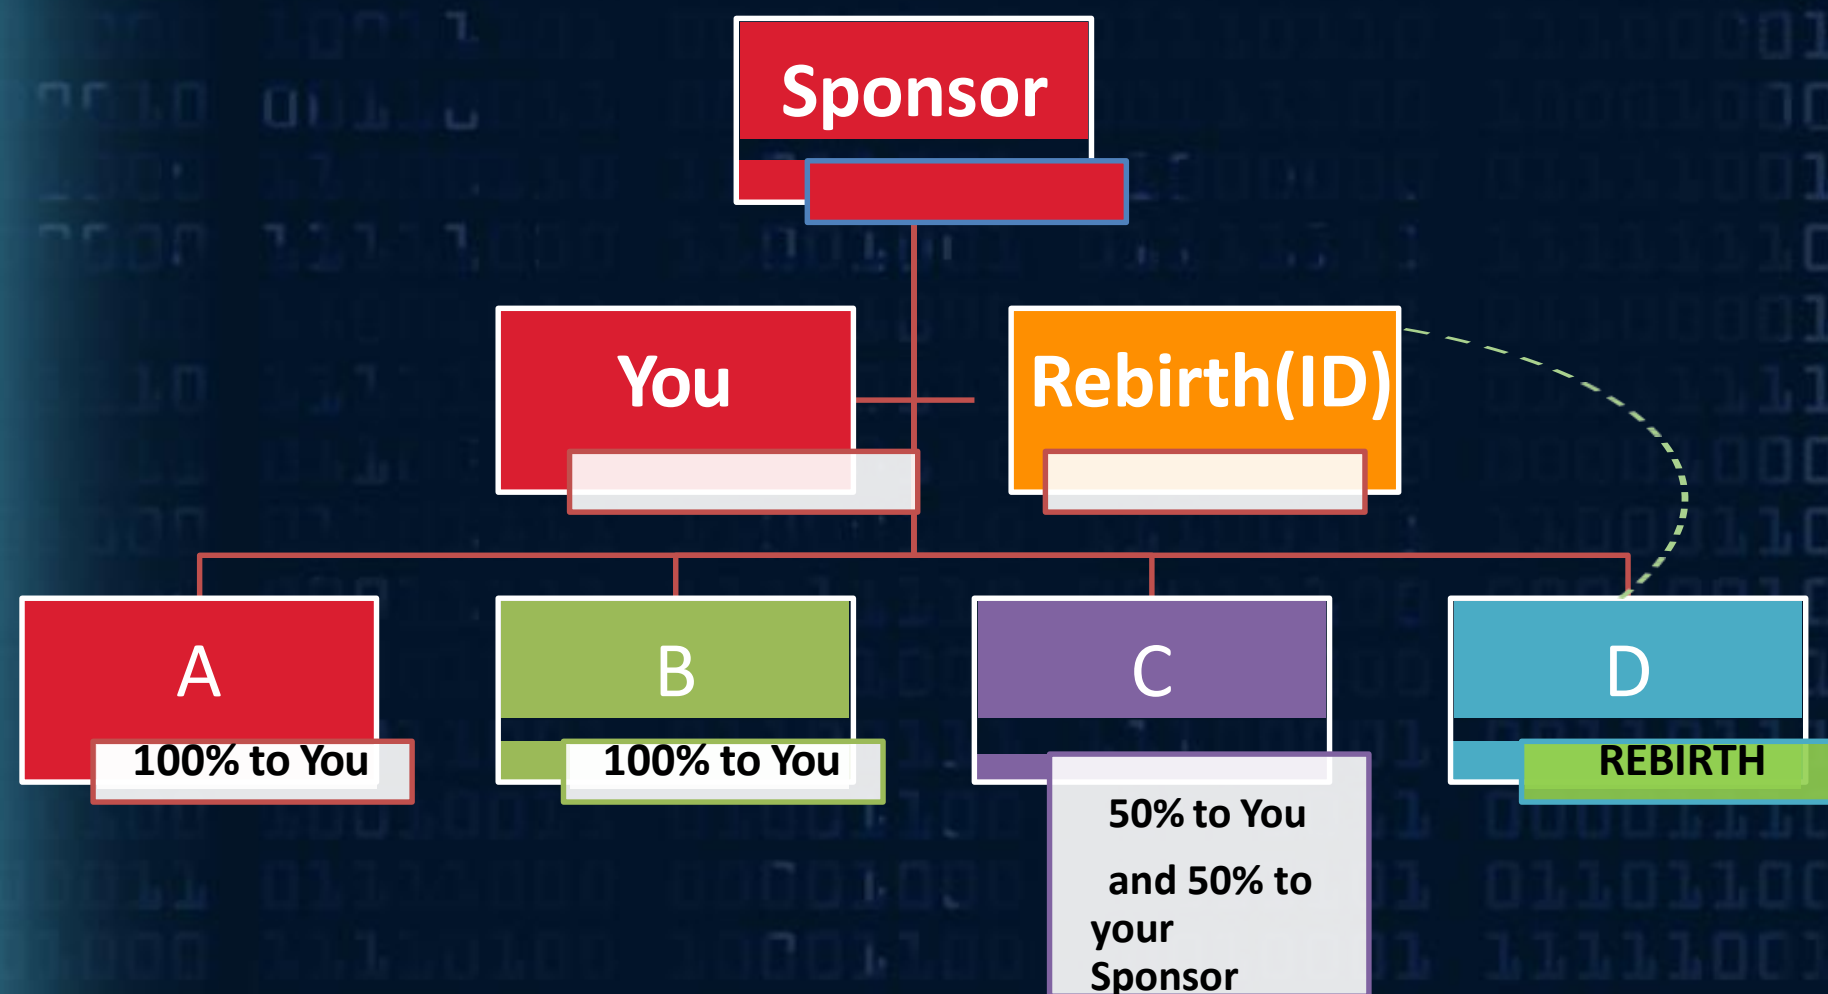 Sponsor
You
Rebirth(ID)
A
B
C
D
100% to You
100% to You
REBIRTH
50% to You
and 50% to
your
Sponsor